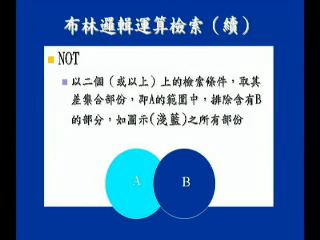 布林邏輯運算檢索（續）
NOT
以二個（或以上）上的檢索條件，取其
差集合部份，即A的範圍中，排除含有B
的部分，如圖示(淺藍)之所有部份
A B